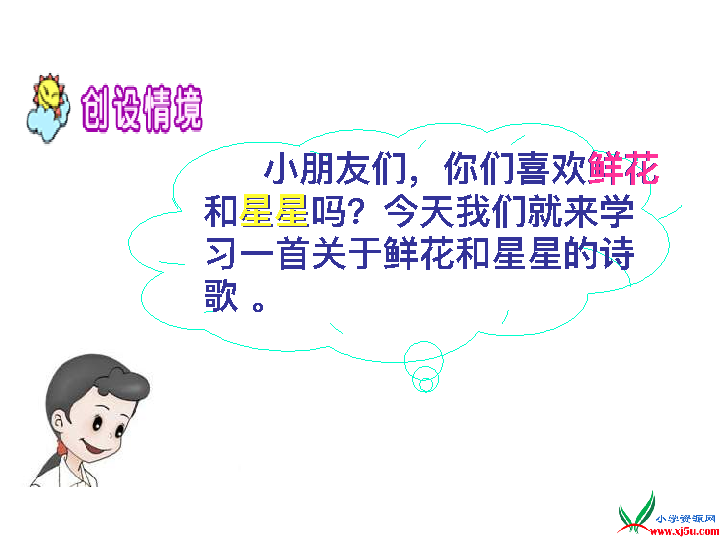 创设情境
小朋友们，你们喜欢鲜花
和星星吗？今天我们就来学
习一首关于鲜花和星星的诗
歌 。
小学资源网
www.xj5u.com